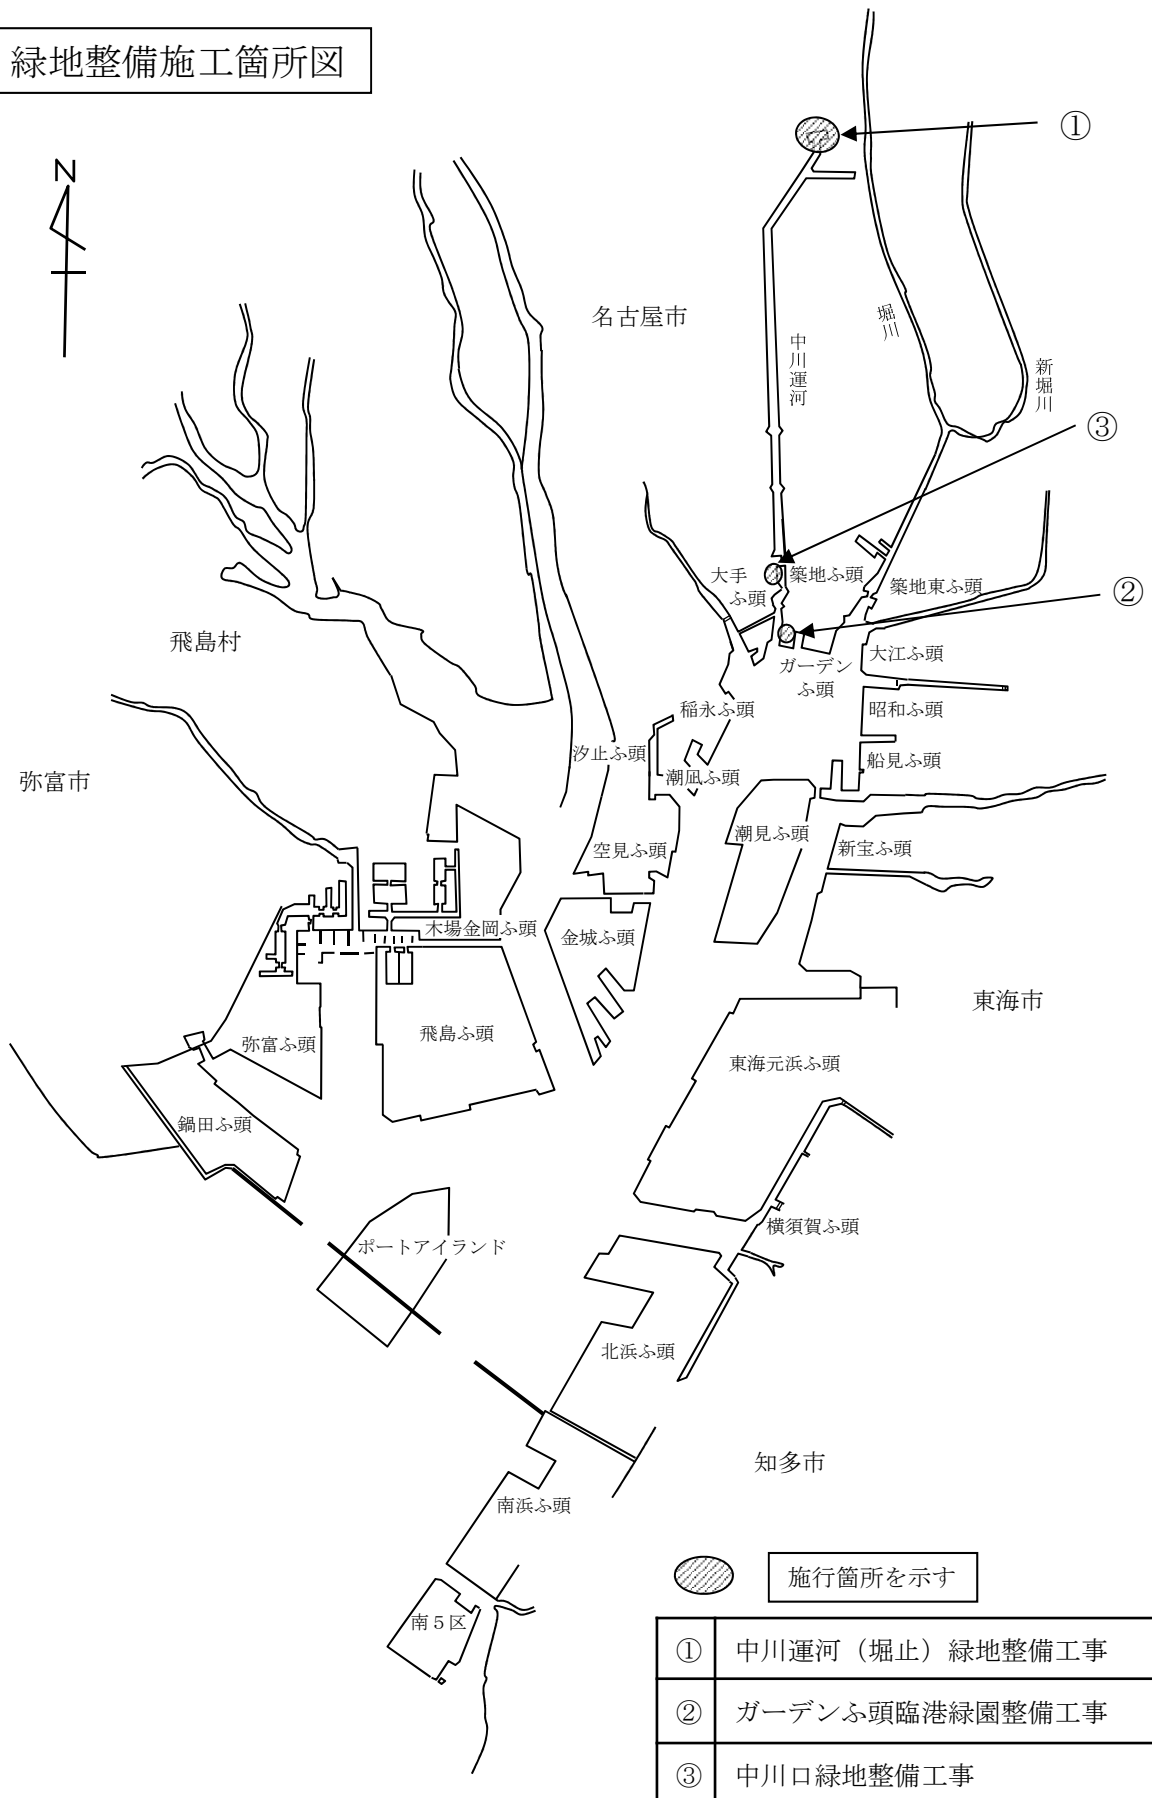 緑地整備施工箇所図
N
①
名古屋市
堀川
中川運河
新堀川
③
大手
ふ頭
築地ふ頭
築地東ふ頭
②
飛島村
ガーデン
ふ頭
大江ふ頭
稲永ふ頭
昭和ふ頭
汐止ふ頭
潮凪ふ頭
船見ふ頭
弥富市
潮見ふ頭
空見ふ頭
新宝ふ頭
木場金岡ふ頭
金城ふ頭
東海市
弥富ふ頭
飛島ふ頭
東海元浜ふ頭
鍋田ふ頭
横須賀ふ頭
ポートアイランド
北浜ふ頭
知多市
南浜ふ頭
施行箇所を示す
南５区
① 中川運河（堀止）緑地整備工事
② ガーデンふ頭臨港緑園整備工事
③ 中川口緑地整備工事